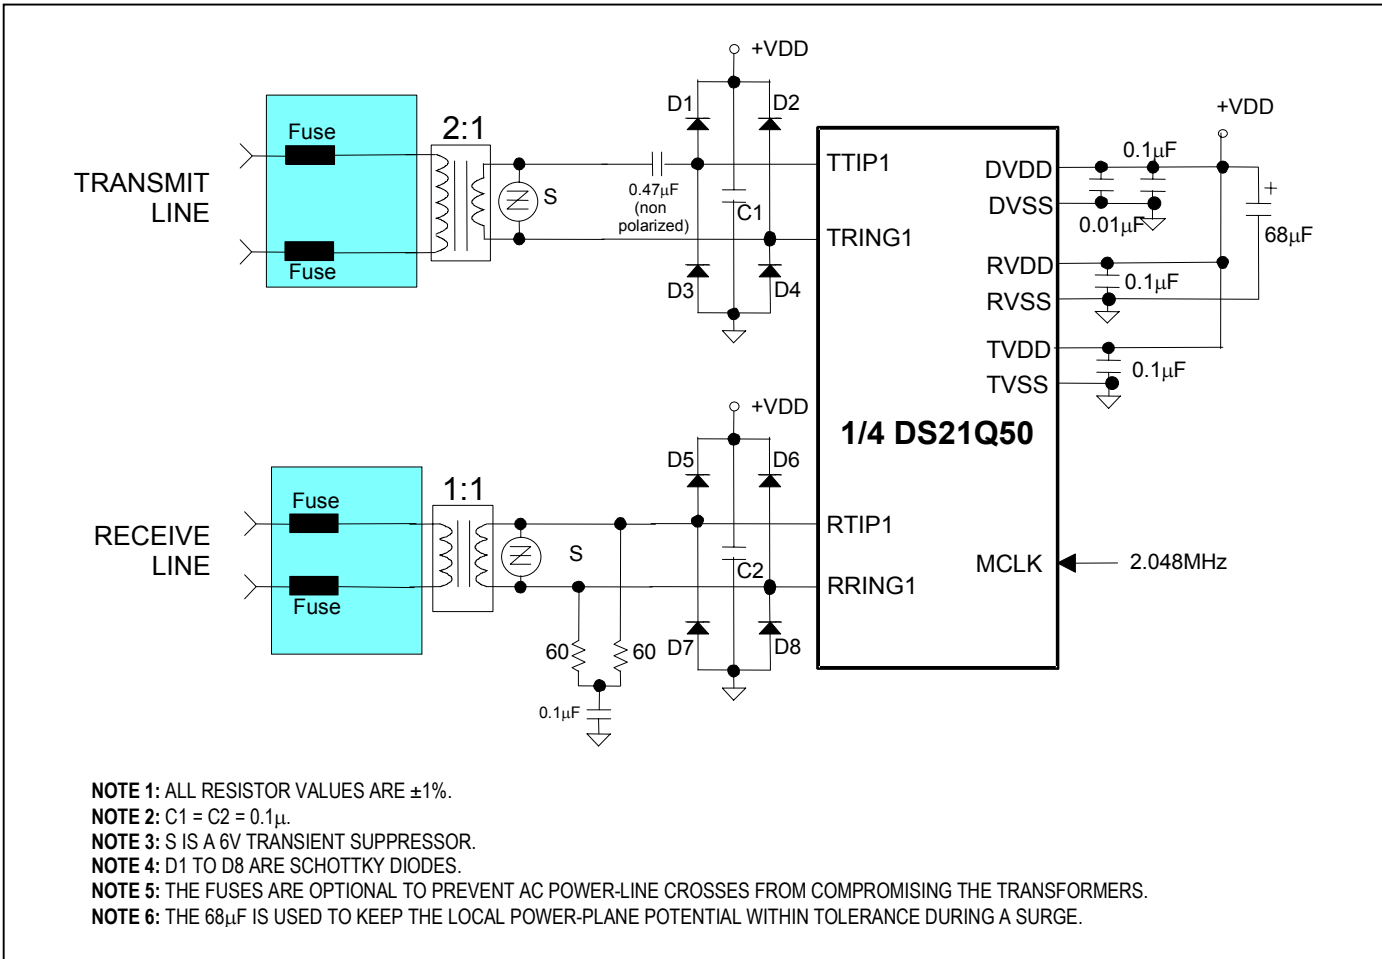 +VDD
D1
D2
+VDD
Fuse
2:1
TRANSMIT
LINE
S
0.47μF
(non
polarized)
C1
TTIP1
TRING1
Fuse
D3
D4
DVDD
DVSS
RVDD
RVSS
TVDD
TVSS
0.1μF
0.01μF
+
68μF
0.1μF
0.1μF
1/4 DS21Q50
+VDD
D5
D6
Fuse
1:1
RECEIVE
LINE
S
C2
RTIP1
RRING1
MCLK
2.048MHz
Fuse
60
60
D7
D8
0.1μF
NOTE 1: ALL RESISTOR VALUES ARE ±1%.
NOTE 2: C1 = C2 = 0.1μ.
NOTE 3: S IS A 6V TRANSIENT SUPPRESSOR.
NOTE 4: D1 TO D8 ARE SCHOTTKY DIODES.
NOTE 5: THE FUSES ARE OPTIONAL TO PREVENT AC POWER-LINE CROSSES FROM COMPROMISING THE TRANSFORMERS.
NOTE 6: THE 68μF IS USED TO KEEP THE LOCAL POWER-PLANE POTENTIAL WITHIN TOLERANCE DURING A SURGE.